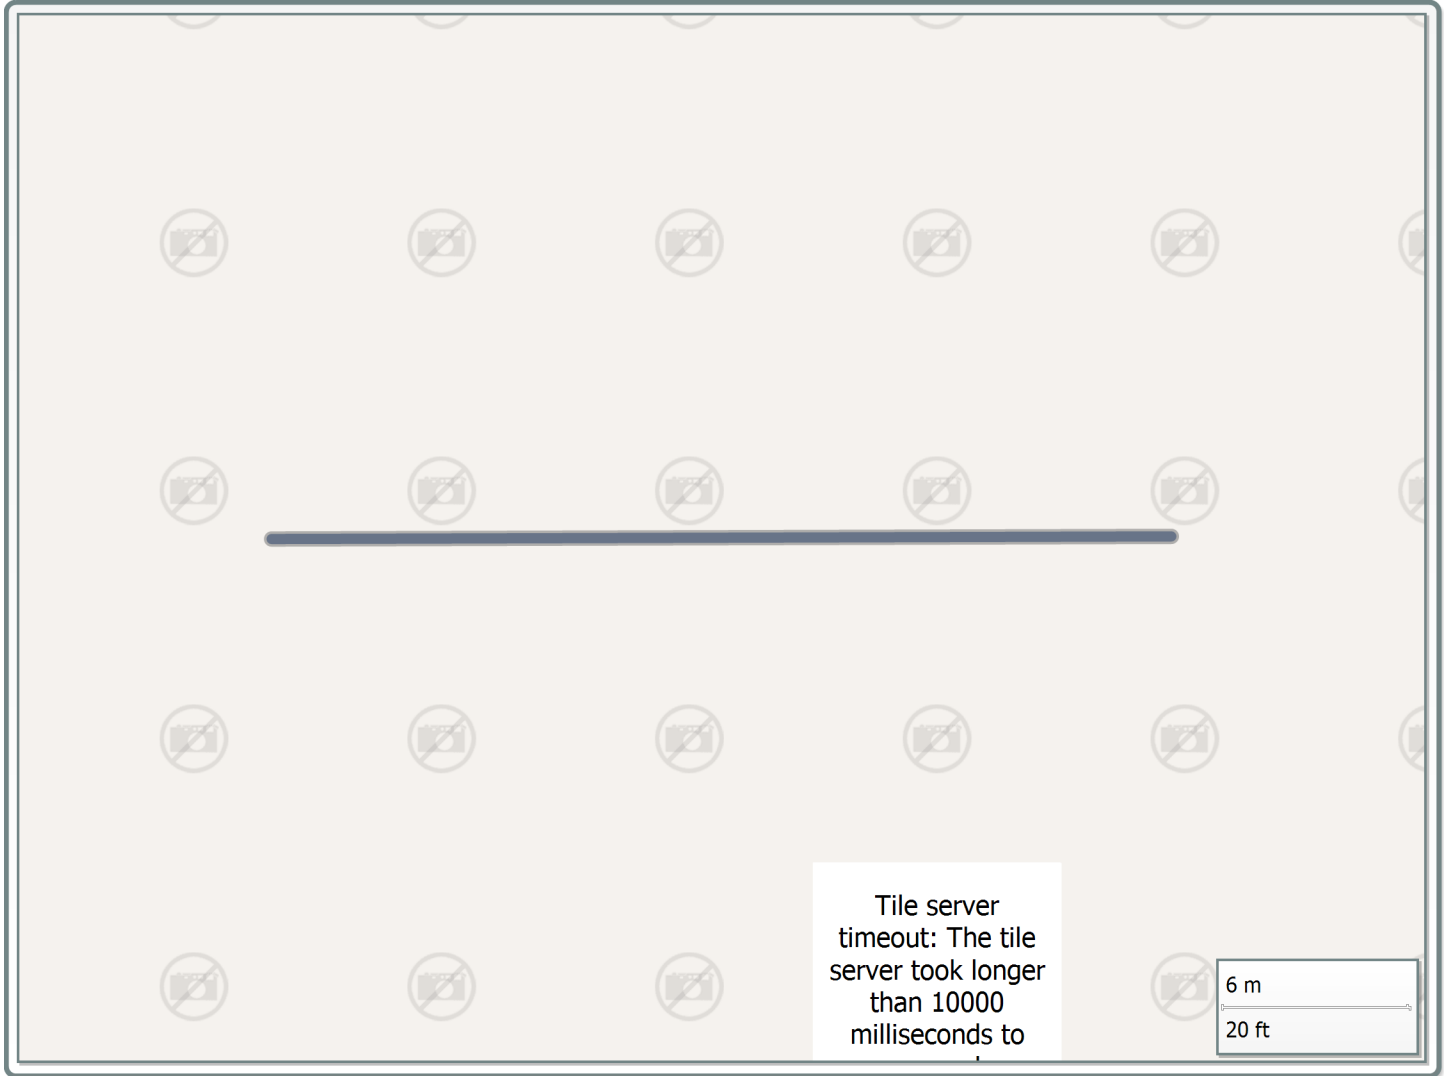 Tile server
timeout: The tile
server took longer
than 10000
milliseconds to
6 m
20 ft